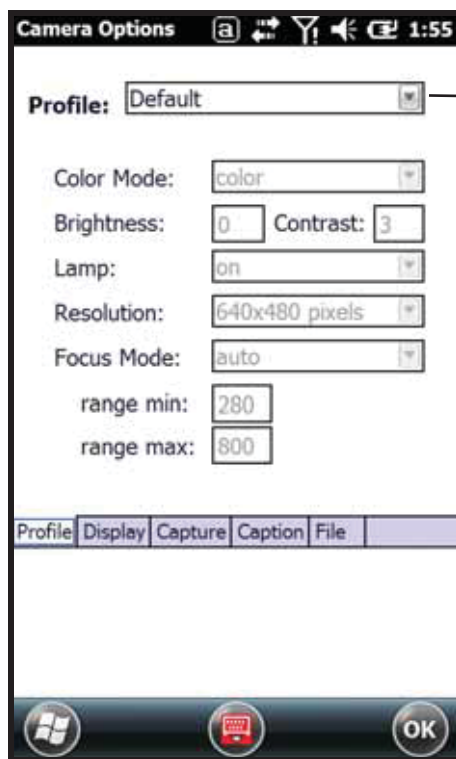 Camera Options a 1:55
Profile: Default
Color Mode: color
Brightness: 0 Contrast: 3
Lamp: on
Resolution: 640x480 pixels
Focus Mode: auto
range min: 280
range max: 800
Profile Display Capture Caption File
OK